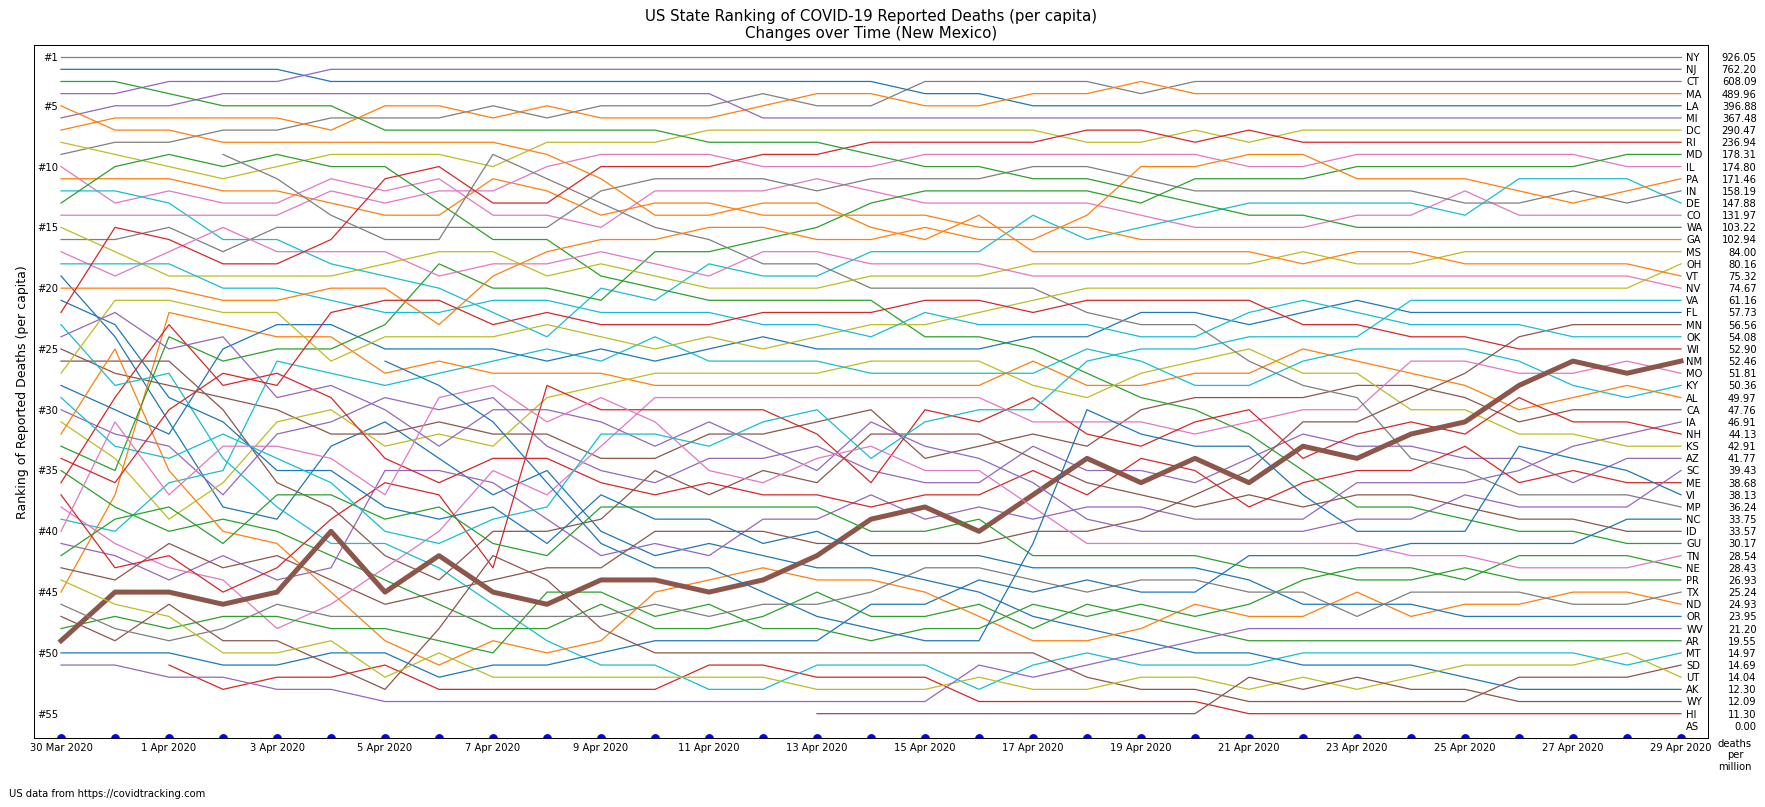 US State Ranking of COVID-19 Reported Deaths (per capita)
Changes over Time (New Mexico)
Ranking of Reported Deaths (per capita)
#1
#5
#10
#15
#20
#25
#30
#35
#40
#45
#50
#55
NY 926.05
NJ 762.20
CT 608.09
MA 489.96
LA 396.88
MI 367.48
DC 290.47
RI 236.94
MD 178.31
IL 174.80
PA 171.46
IN 158.19
DE 147.88
CO 131.97
WA 103.22
GA 102.94
MS 84.00
OH 80.16
VT 75.32
NV 74.67
VA 61.16
FL 57.73
MN 56.56
OK 54.08
WI 52.90
NM 52.46
MO 51.81
KY 50.36
AL 49.97
CA 47.76
IA 46.91
NH 44.13
KS 42.91
AZ 41.77
SC 39.43
ME 38.68
VI 38.13
MP 36.24
NC 33.75
ID 33.57
GU 30.17
TN 28.54
NE 28.43
PR 26.93
TX 25.24
ND 24.93
OR 23.95
WV 21.20
AR 19.55
MT 14.97
SD 14.69
UT 14.04
AK 12.30
WY 12.09
HI 11.30
AS 0.00
30 Mar 2020 1 Apr 2020 3 Apr 2020 5 Apr 2020 7 Apr 2020 9 Apr 2020 11 Apr 2020 13 Apr 2020 15 Apr 2020 17 Apr 2020 19 Apr 2020 21 Apr 2020 23 Apr 2020 25 Apr 2020 27 Apr 2020 29 Apr 2020
deaths
per
million
US data from https://covidtracking.com